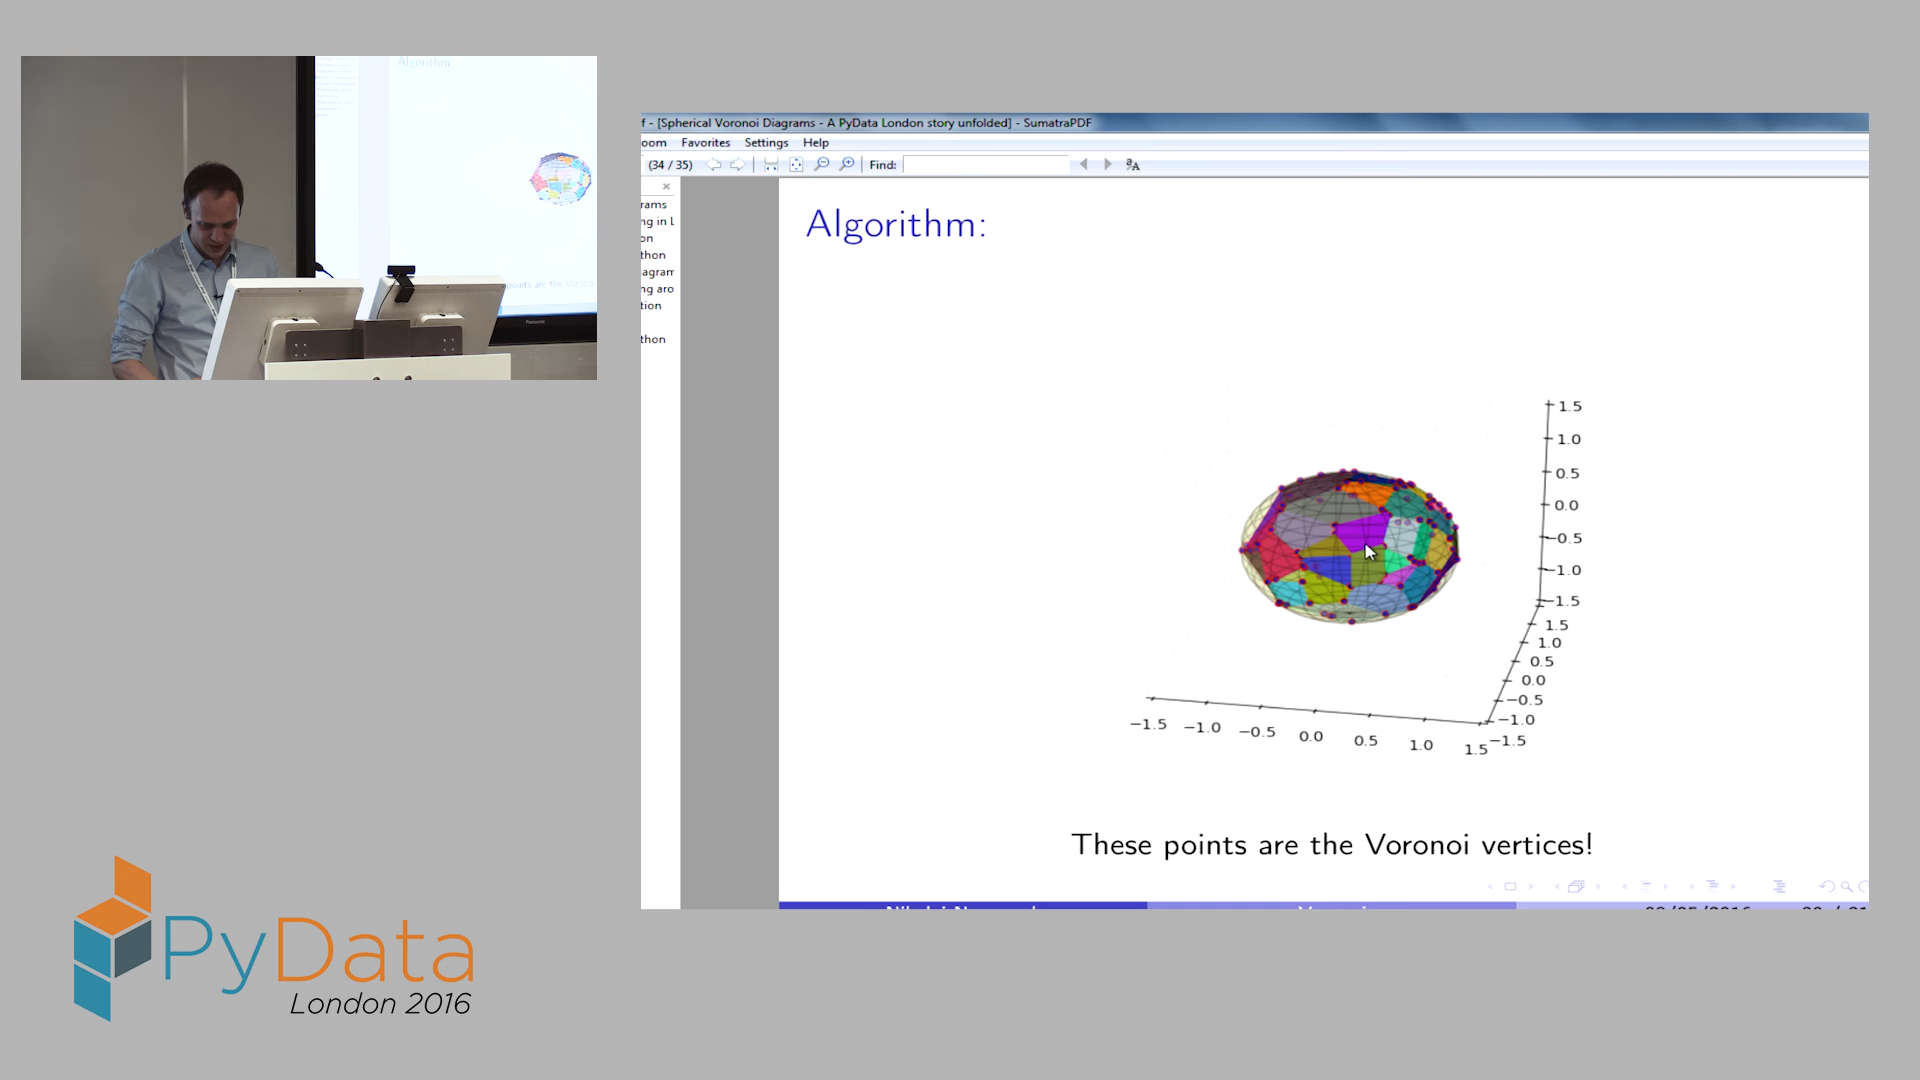 Algorithm
f - [Spherical Voronoi Diagrams - A PyData London story unfolded] - SumatraPDF
oom Favorites Settings Help
(34 / 35) Find:
rams
ng in L
on
thon
agram
ng aro
tion
thon
Algorithm:
1.5
1.0
0.5
0.0
−0.5
−1.0
−1.5
1.5
1.0
0.5
0.0
−0.5
−1.0
−1.5
−1.5 −1.0 −0.5 0.0 0.5 1.0 1.5
These points are the Voronoi vertices!
points are the
PyData
London 2016